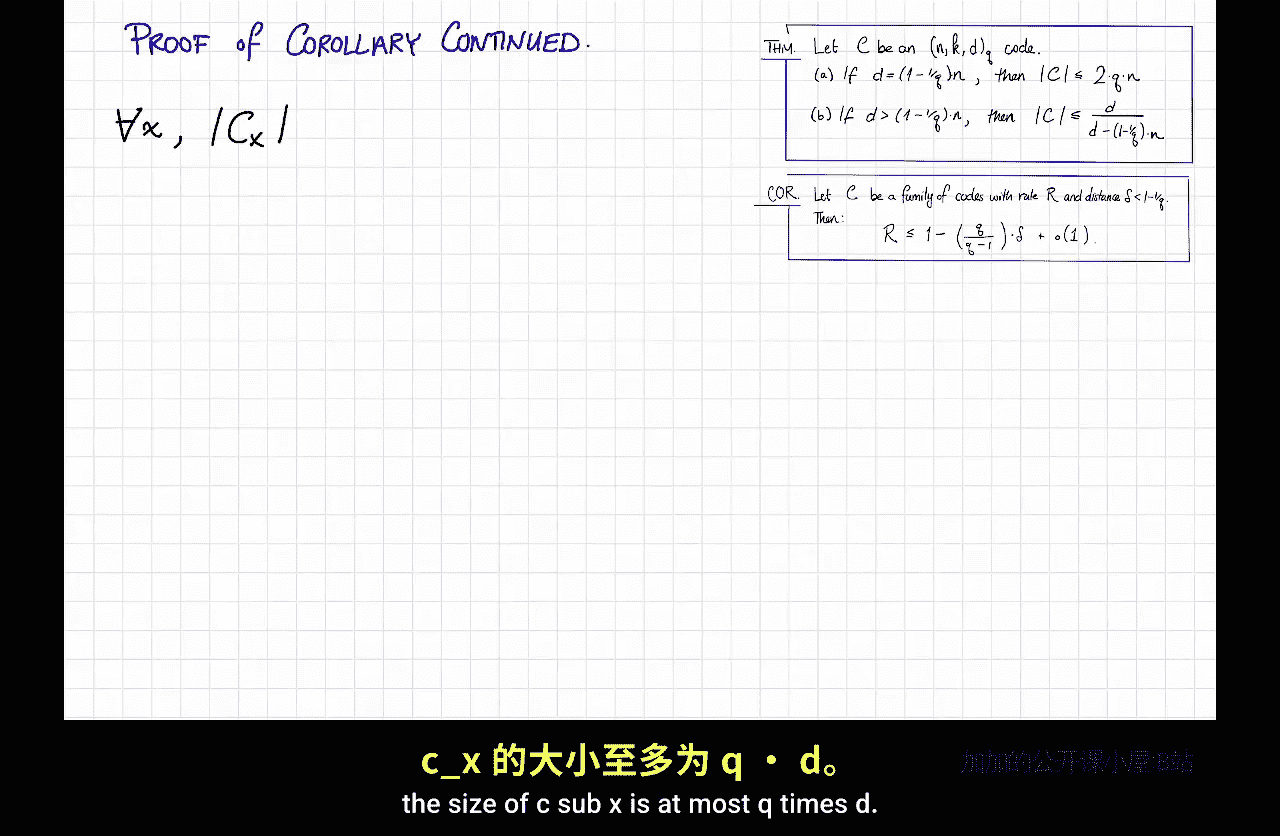 PROOF of COROLLARY CONTINUED.
∀x, |Cₓ|
THM. Let C be an (n, k, d)_q code.
(a) If d = (1 - 1/q)n, then |C| ≤ 2·q·n
(b) If d > (1 - 1/q)·n, then |C| ≤ d / (d - (1 - 1/q)·n)
COR. Let C be a family of codes with rate R and distance δ < 1 - 1/q.
Then:
R ≤ 1 - (q/(q-1))·δ + o(1).
c_x 的大小至多为 q · d。
the size of c sub x is at most q times d.